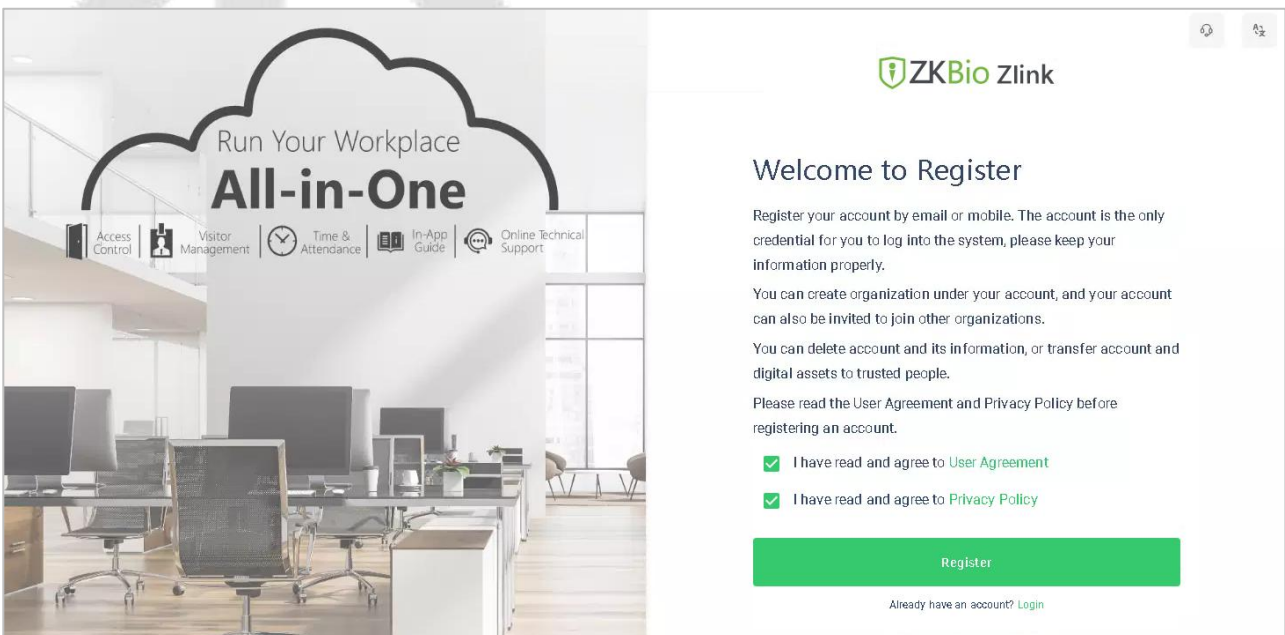 Run Your Workplace
All-in-One
Access Control
Visitor Management
Time & Attendance
In-App Guide
Online Technical Support
ZKBio Zlink
Welcome to Register
Register your account by email or mobile. The account is the only
credential for you to log into the system, please keep your
information properly.
You can create organization under your account, and your account
can also be invited to join other organizations.
You can delete account and its information, or transfer account and
digital assets to trusted people.
Please read the User Agreement and Privacy Policy before
registering an account.
I have read and agree to User Agreement
I have read and agree to Privacy Policy
Register
Already have an account? Login